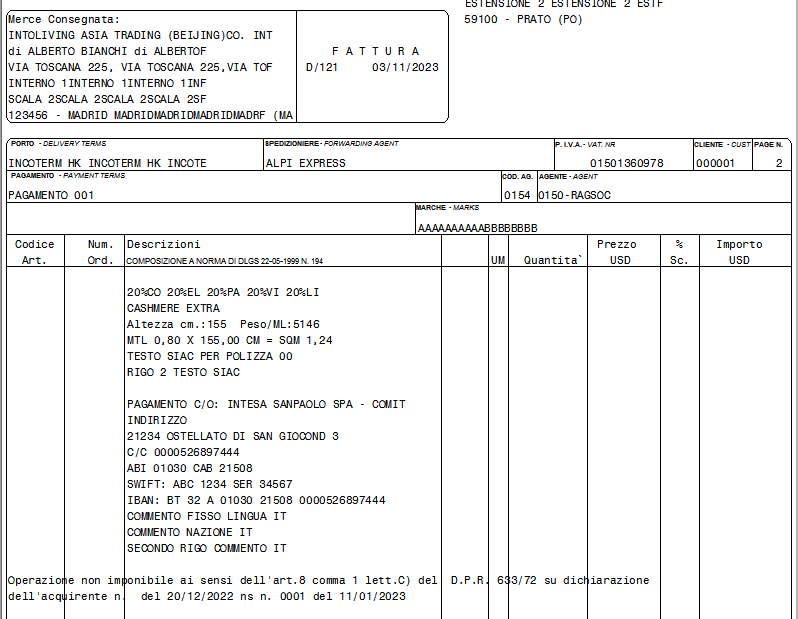 ESTENSIONE 2 ESTENSIONE 2 ESTF
59100 - PRATO (PO)
Merce Consegnata:
INTOLIVING ASIA TRADING (BEIJING)CO. INT
di ALBERTO BIANCHI di ALBERTOF
VIA TOSCANA 225, VIA TOSCANA 225,VIA TOF
INTERNO 1INTERNO 1INTERNO 1INF
SCALA 2SCALA 2SCALA 2SCALA 2SF
123456 - MADRID MADRIDMADRIDMADRIDMADRF (MA
F A T T U R A
D/121 03/11/2023
PORTO - DELIVERY TERMS
INCOTERM HK INCOTERM HK INCOTE
SPEDIZIONIERE - FORWARDING AGENT
ALPI EXPRESS
P. I.V.A. - VAT. NR
01501360978
CLIENTE - CUST
000001
PAGE N.
2
PAGAMENTO - PAYMENT TERMS
PAGAMENTO 001
COD. AG.
0154
AGENTE - AGENT
0150-RAGSOC
MARCHE - MARKS
AAAAAAAAAABBBBBBBB
Codice Num. Descrizioni Prezzo % Importo
Art. Ord. COMPOSIZIONE A NORMA DI DLGS 22-05-1999 N. 194 UM Quantita` USD Sc. USD
20%CO 20%EL 20%PA 20%VI 20%LI
CASHMERE EXTRA
Altezza cm.:155 Peso/ML:5146
MTL 0,80 X 155,00 CM = SQM 1,24
TESTO SIAC PER POLIZZA 00
RIGO 2 TESTO SIAC
PAGAMENTO C/O: INTESA SANPAOLO SPA - COMIT
INDIRIZZO
21234 OSTELLATO DI SAN GIOCOND 3
C/C 0000526897444
ABI 01030 CAB 21508
SWIFT: ABC 1234 SER 34567
IBAN: BT 32 A 01030 21508 0000526897444
COMMENTO FISSO LINGUA IT
COMMENTO NAZIONE IT
SECONDO RIGO COMMENTO IT
Operazione non imponibile ai sensi dell'art.8 comma 1 lett.C) del D.P.R. 633/72 su dichiarazione
dell'acquirente n. del 20/12/2022 ns n. 0001 del 11/01/2023